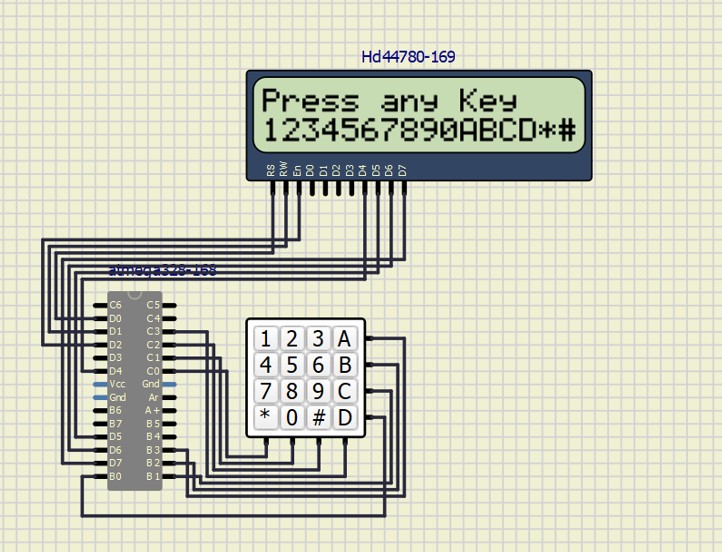 Hd44780-169
Press any Key
1234567890ABCD*#
RS RW En D0 D1 D2 D3 D4 D5 D6 D7
atmega328-168
C6 C5
D0 C4
D1 C3
D2 C2
D3 C1
D4 C0
Vcc Gnd
Gnd Ar
B6 A+
B7 B5
D5 B4
D6 B3
D7 B2
B0 B1
1 2 3 A
4 5 6 B
7 8 9 C
* 0 # D